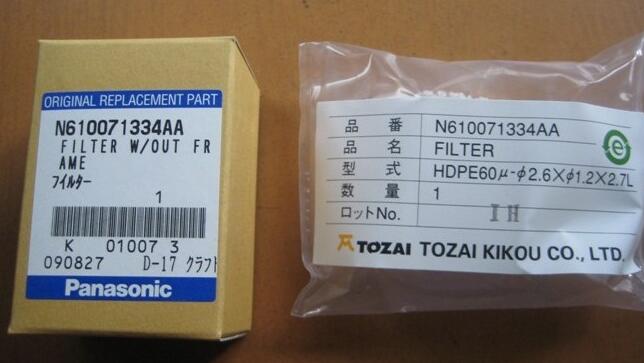 ORIGINAL REPLACEMENT PART
N610071334AA
FILTER W/OUT FR
AME
フィルター
1
K 01007 3
090827 D-17 クラフト
Panasonic
品 番 N610071334AA
品 名 FILTER
型 式 HDPE60μ-φ2.6×φ1.2×2.7L
数 量 1
ロットNo. IH
TOZAI TOZAI KIKOU CO., LTD.
e